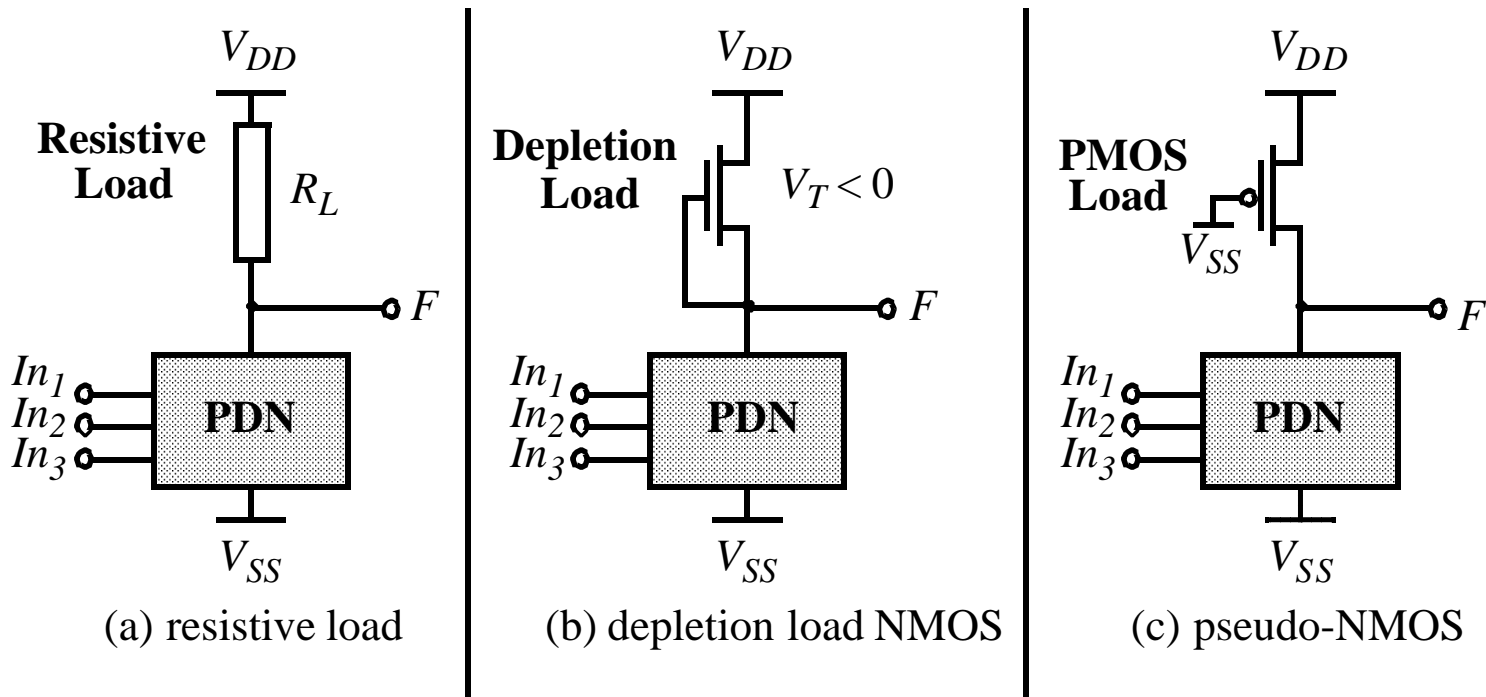 V_DD
Resistive
Load
R_L
F
In_1
In_2
In_3
PDN
V_SS
(a) resistive load
V_DD
Depletion
Load
V_T < 0
F
In_1
In_2
In_3
PDN
V_SS
(b) depletion load NMOS
V_DD
PMOS
Load
V_SS
F
In_1
In_2
In_3
PDN
V_SS
(c) pseudo-NMOS